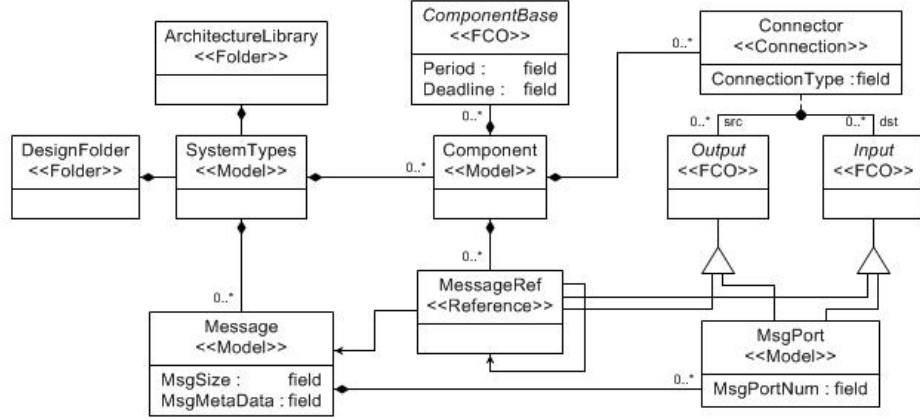 ComponentBase
<<FCO>>
Period : field
Deadline : field
0..*
Connector
<<Connection>>
ConnectionType : field
0..*
ArchitectureLibrary
<<Folder>>
0..* src
0..* dst
DesignFolder
<<Folder>>
SystemTypes
<<Model>>
0..*
Component
<<Model>>
Output
<<FCO>>
Input
<<FCO>>
0..*
0..*
MessageRef
<<Reference>>
Message
<<Model>>
MsgSize : field
MsgMetaData : field
0..*
MsgPort
<<Model>>
MsgPortNum : field